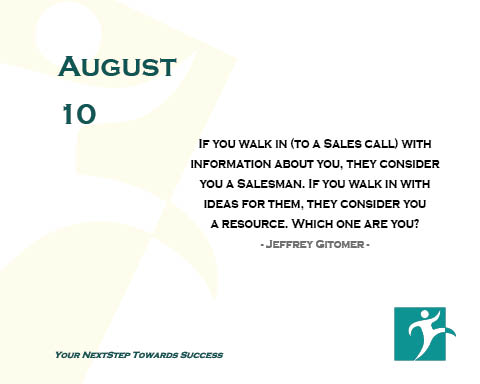 August
10
If you walk in (to a Sales call) with
information about you, they consider
you a Salesman. If you walk in with
ideas for them, they consider you
a resource. Which one are you?
- Jeffrey Gitomer -
Your NextStep Towards Success